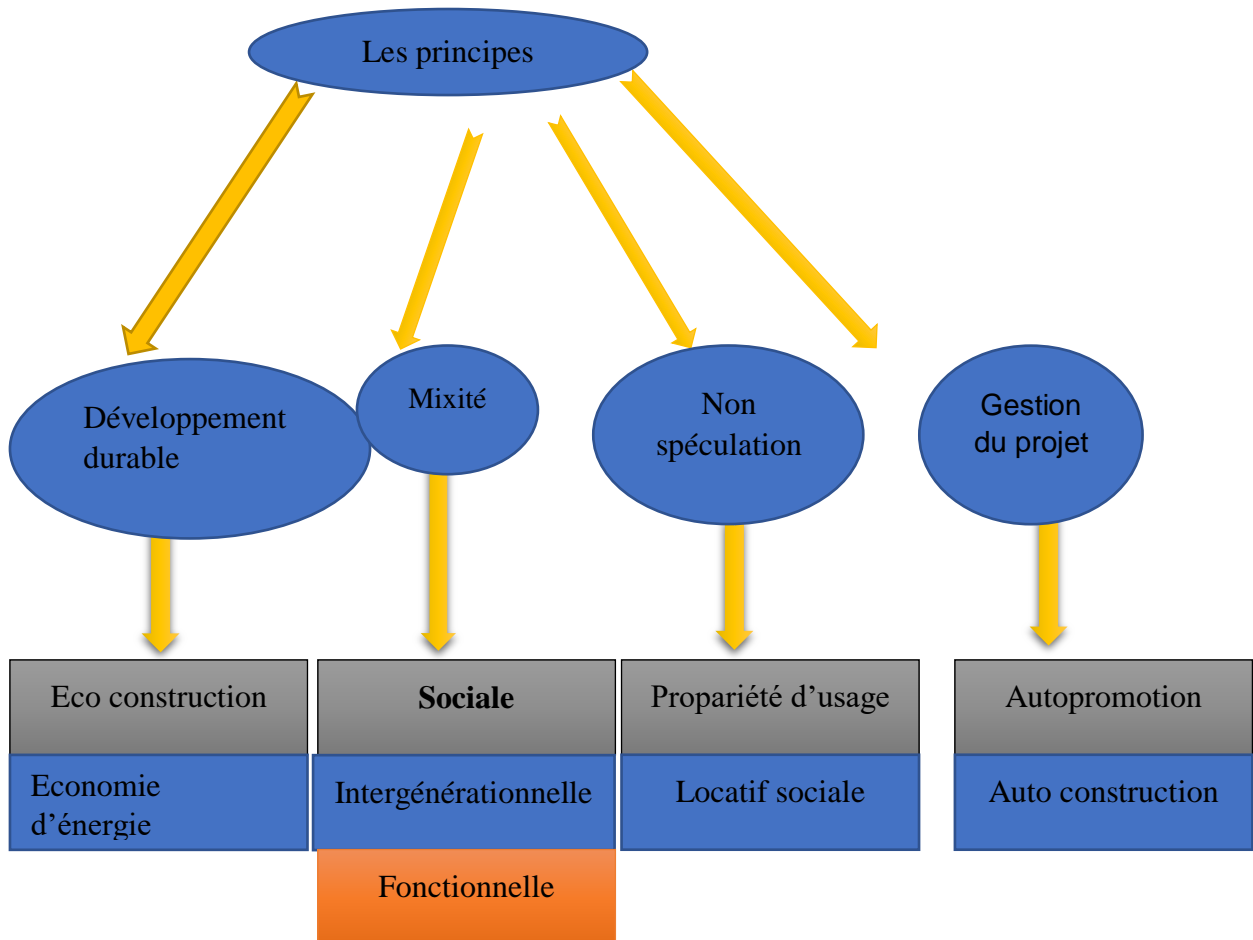 Les principes
Développement
durable
Mixité
Non
spéculation
Gestion
du projet
Eco construction
Sociale
Propariété d’usage
Autopromotion
Economie
d’énergie
Intergénérationnelle
Locatif sociale
Auto construction
Fonctionnelle